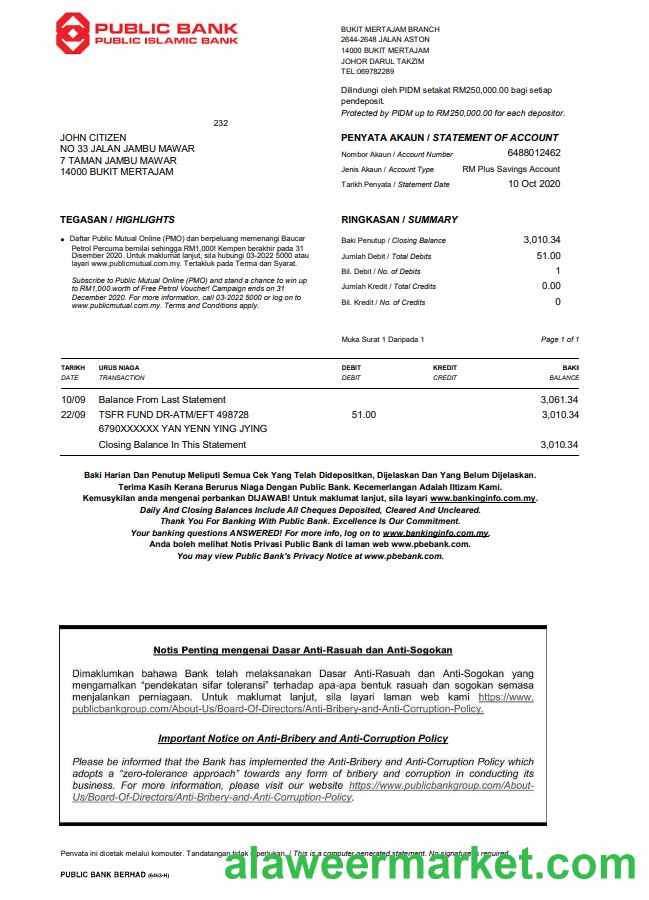 PUBLIC BANK
PUBLIC ISLAMIC BANK
BUKIT MERTAJAM BRANCH
2644-2648 JALAN ASTON
14000 BUKIT MERTAJAM
JOHOR DARUL TAKZIM
TEL:069782289
Dilindungi oleh PIDM setakat RM250,000.00 bagi setiap
pendeposit.
Protected by PIDM up to RM250,000.00 for each depositor.
232
JOHN CITIZEN
NO 33 JALAN JAMBU MAWAR
7 TAMAN JAMBU MAWAR
14000 BUKIT MERTAJAM
PENYATA AKAUN / STATEMENT OF ACCOUNT
Nombor Akaun / Account Number 6488012462
Jenis Akaun / Account Type RM Plus Savings Account
Tarikh Penyata / Statement Date 10 Oct 2020
TEGASAN / HIGHLIGHTS
• Daftar Public Mutual Online (PMO) dan berpeluang memenangi Baucar
Petrol Percuma bernilai sehingga RM1,000! Kempen berakhir pada 31
Disember 2020. Untuk maklumat lanjut, sila hubungi 03-2022 5000 atau
layari www.publicmutual.com.my. Tertakluk pada Terma dan Syarat.
Subscribe to Public Mutual Online (PMO) and stand a chance to win up
to RM1,000 worth of Free Petrol Voucher! Campaign ends on 31
December 2020. For more information, call 03-2022 5000 or log on to
www.publicmutual.com.my. Terms and Conditions apply.
RINGKASAN / SUMMARY
Baki Penutup / Closing Balance 3,010.34
Jumlah Debit / Total Debits 51.00
Bil. Debit / No. of Debits 1
Jumlah Kredit / Total Credits 0.00
Bil. Kredit / No. of Credits 0
Muka Surat 1 Daripada 1 Page 1 of 1
TARIKH URUS NIAGA DEBIT KREDIT BAKI
DATE TRANSACTION DEBIT CREDIT BALANCE
10/09 Balance From Last Statement 3,061.34
22/09 TSFR FUND DR-ATM/EFT 498728 51.00 3,010.34
6790XXXXXX YAN YENN YING JYING
Closing Balance In This Statement 3,010.34
Baki Harian Dan Penutup Meliputi Semua Cek Yang Telah Didepositkan, Dijelaskan Dan Yang Belum Dijelaskan.
Terima Kasih Kerana Berurus Niaga Dengan Public Bank. Kecemerlangan Adalah Iltizam Kami.
Kemusykilan anda mengenai perbankan DIJAWAB! Untuk maklumat lanjut, sila layari www.bankinginfo.com.my.
Daily And Closing Balances Include All Cheques Deposited, Cleared And Uncleared.
Thank You For Banking With Public Bank. Excellence Is Our Commitment.
Your banking questions ANSWERED! For more info, log on to www.bankinginfo.com.my.
Anda boleh melihat Notis Privasi Public Bank di laman web www.pbebank.com.
You may view Public Bank's Privacy Notice at www.pbebank.com.
Notis Penting mengenai Dasar Anti-Rasuah dan Anti-Sogokan
Dimaklumkan bahawa Bank telah melaksanakan Dasar Anti-Rasuah dan Anti-Sogokan yang
mengamalkan “pendekatan sifar toleransi” terhadap apa-apa bentuk rasuah dan sogokan semasa
menjalankan perniagaan. Untuk maklumat lanjut, sila layari laman web kami https://www.
publicbankgroup.com/About-Us/Board-Of-Directors/Anti-Bribery-and-Anti-Corruption-Policy.
Important Notice on Anti-Bribery and Anti-Corruption Policy
Please be informed that the Bank has implemented the Anti-Bribery and Anti-Corruption Policy which
adopts a “zero-tolerance approach” towards any form of bribery and corruption in conducting its
business. For more information, please visit our website https://www.publicbankgroup.com/About-
Us/Board-Of-Directors/Anti-Bribery-and-Anti-Corruption-Policy.
Penyata ini dicetak melalui komputer. Tandatangan tidak diperlukan. / This is a computer generated statement. No signature is required.
PUBLIC BANK BERHAD (6463-H)
alaweermarket.com